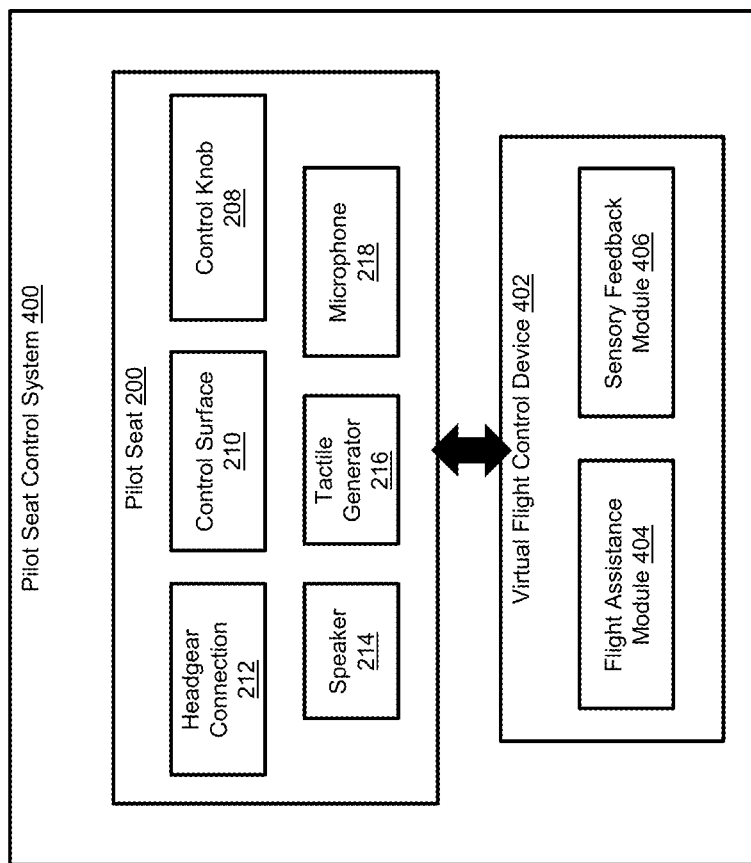 Pilot Seat Control System 400
Pilot Seat 200
Headgear
Connection
212
Control Surface
210
Control Knob
208
Speaker
214
Tactile
Generator
216
Microphone
218
Virtual Flight Control Device 402
Flight Assistance
Module 404
Sensory Feedback
Module 406